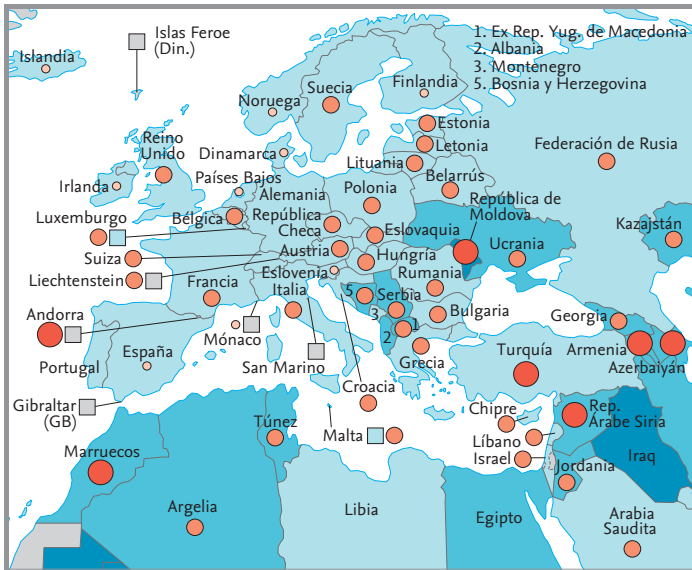 Islas Feroe
(Din.)
1. Ex Rep. Yug. de Macedonia
2. Albania
3. Montenegro
5. Bosnia y Herzegovina
Islandia
Finlandia
Suecia
Noruega
Estonia
Letonia
Lituania
Federación de Rusia
Reino
Unido
Dinamarca
Países Bajos
Irlanda
Alemania
Polonia
Belarrús
República de
Moldova
Luxemburgo
Bélgica
República
Checa
Eslovaquia
Ucrania
Kazajstán
Suiza
Austria
Hungría
Liechtenstein
Francia
Eslovenia
Italia
Rumania
5
Serbia
3
1
2
Bulgaria
Georgia
Andorra
Mónaco
España
Portugal
San Marino
Grecia
Turquía
Armenia
Azerbaiyán
Croacia
Gibraltar
(GB)
Túnez
Malta
Chipre
Rep.
Árabe Siria
Líbano
Israel
Iraq
Marruecos
Jordania
Argelia
Libia
Egipto
Arabia
Saudita